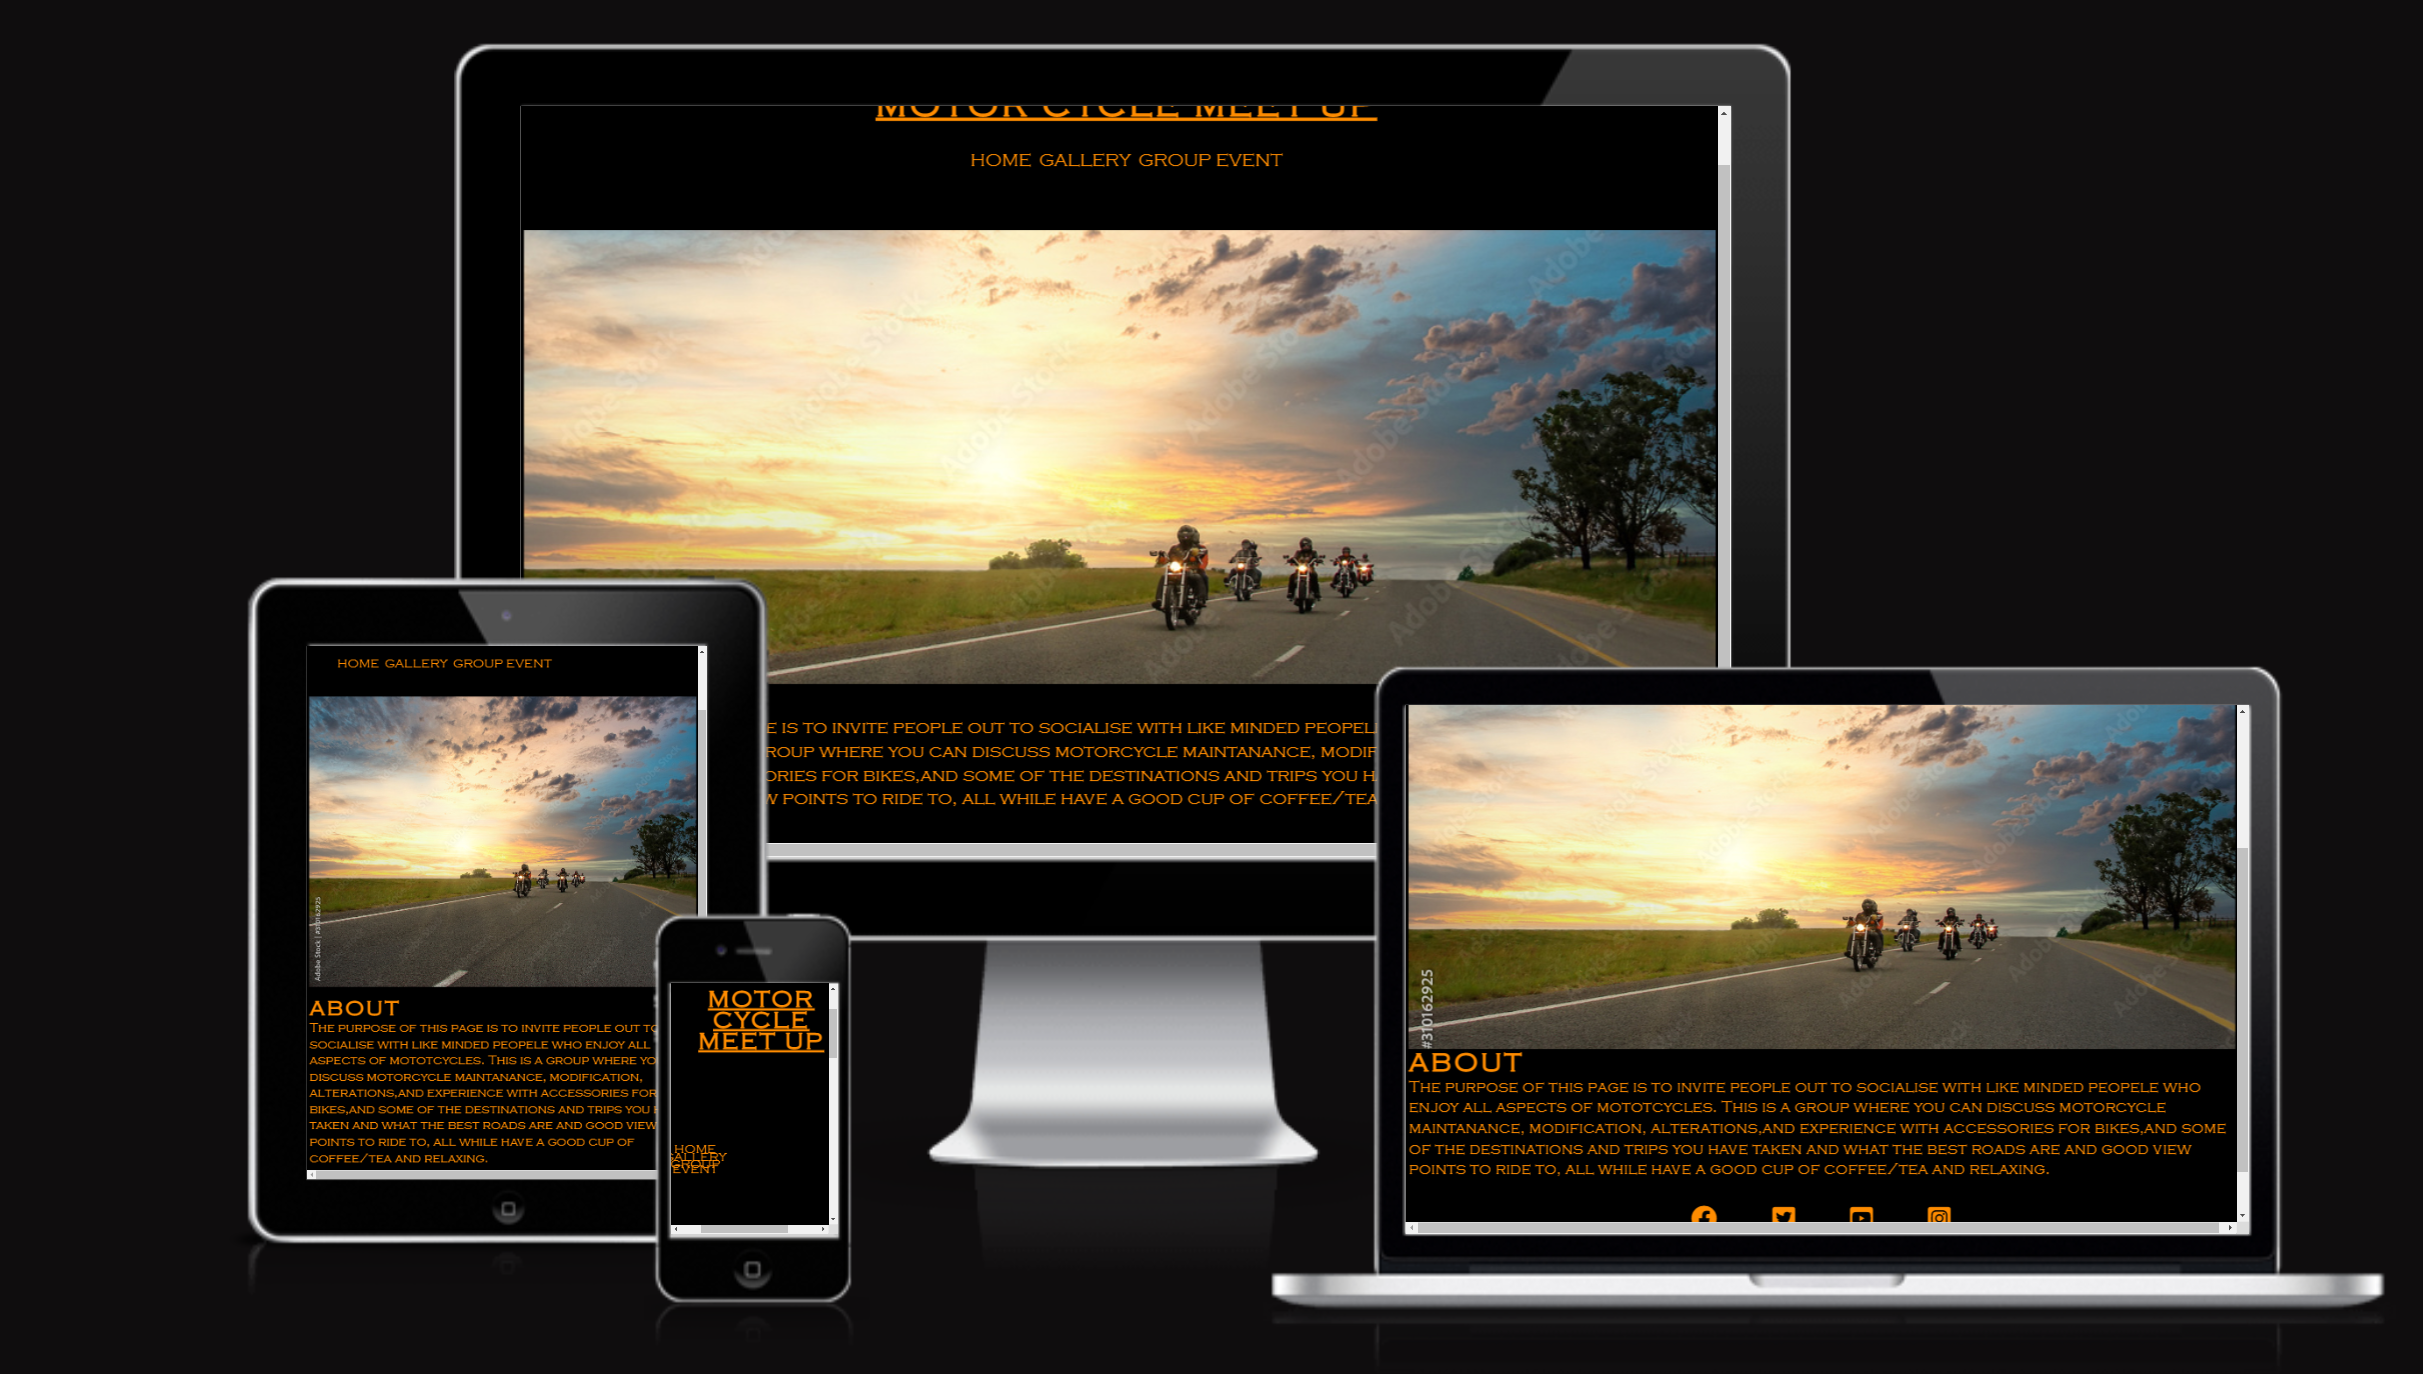 MOTOR CYCLE MEET UP
HOME GALLERY GROUP EVENT
E IS TO INVITE PEOPLE OUT TO SOCIALISE WITH LIKE MINDED PEOPEL
ROUP WHERE YOU CAN DISCUSS MOTORCYCLE MAINTANANCE, MODIF
ORIES FOR BIKES,AND SOME OF THE DESTINATIONS AND TRIPS YOU H
W POINTS TO RIDE TO, ALL WHILE HAVE A GOOD CUP OF COFFEE/TEA
HOME GALLERY GROUP EVENT
Adobe Stock | #310162925
ABOUT
THE PURPOSE OF THIS PAGE IS TO INVITE PEOPLE OUT TO
SOCIALISE WITH LIKE MINDED PEOPELE WHO ENJOY ALL
ASPECTS OF MOTOTCYCLES. THIS IS A GROUP WHERE YO
DISCUSS MOTORCYCLE MAINTANANCE, MODIFICATION,
ALTERATIONS,AND EXPERIENCE WITH ACCESSORIES FOR
BIKES,AND SOME OF THE DESTINATIONS AND TRIPS YOU
TAKEN AND WHAT THE BEST ROADS ARE AND GOOD VIEW
POINTS TO RIDE TO, ALL WHILE HAVE A GOOD CUP OF
COFFEE/TEA AND RELAXING.
MOTOR
CYCLE
MEET UP
HOME
GALLERY
GROUP
EVENT
#310162925
ABOUT
THE PURPOSE OF THIS PAGE IS TO INVITE PEOPLE OUT TO SOCIALISE WITH LIKE MINDED PEOPELE WHO
ENJOY ALL ASPECTS OF MOTOTCYCLES. THIS IS A GROUP WHERE YOU CAN DISCUSS MOTORCYCLE
MAINTANANCE, MODIFICATION, ALTERATIONS,AND EXPERIENCE WITH ACCESSORIES FOR BIKES,AND SOME
OF THE DESTINATIONS AND TRIPS YOU HAVE TAKEN AND WHAT THE BEST ROADS ARE AND GOOD VIEW
POINTS TO RIDE TO, ALL WHILE HAVE A GOOD CUP OF COFFEE/TEA AND RELAXING.
Adobe Stock